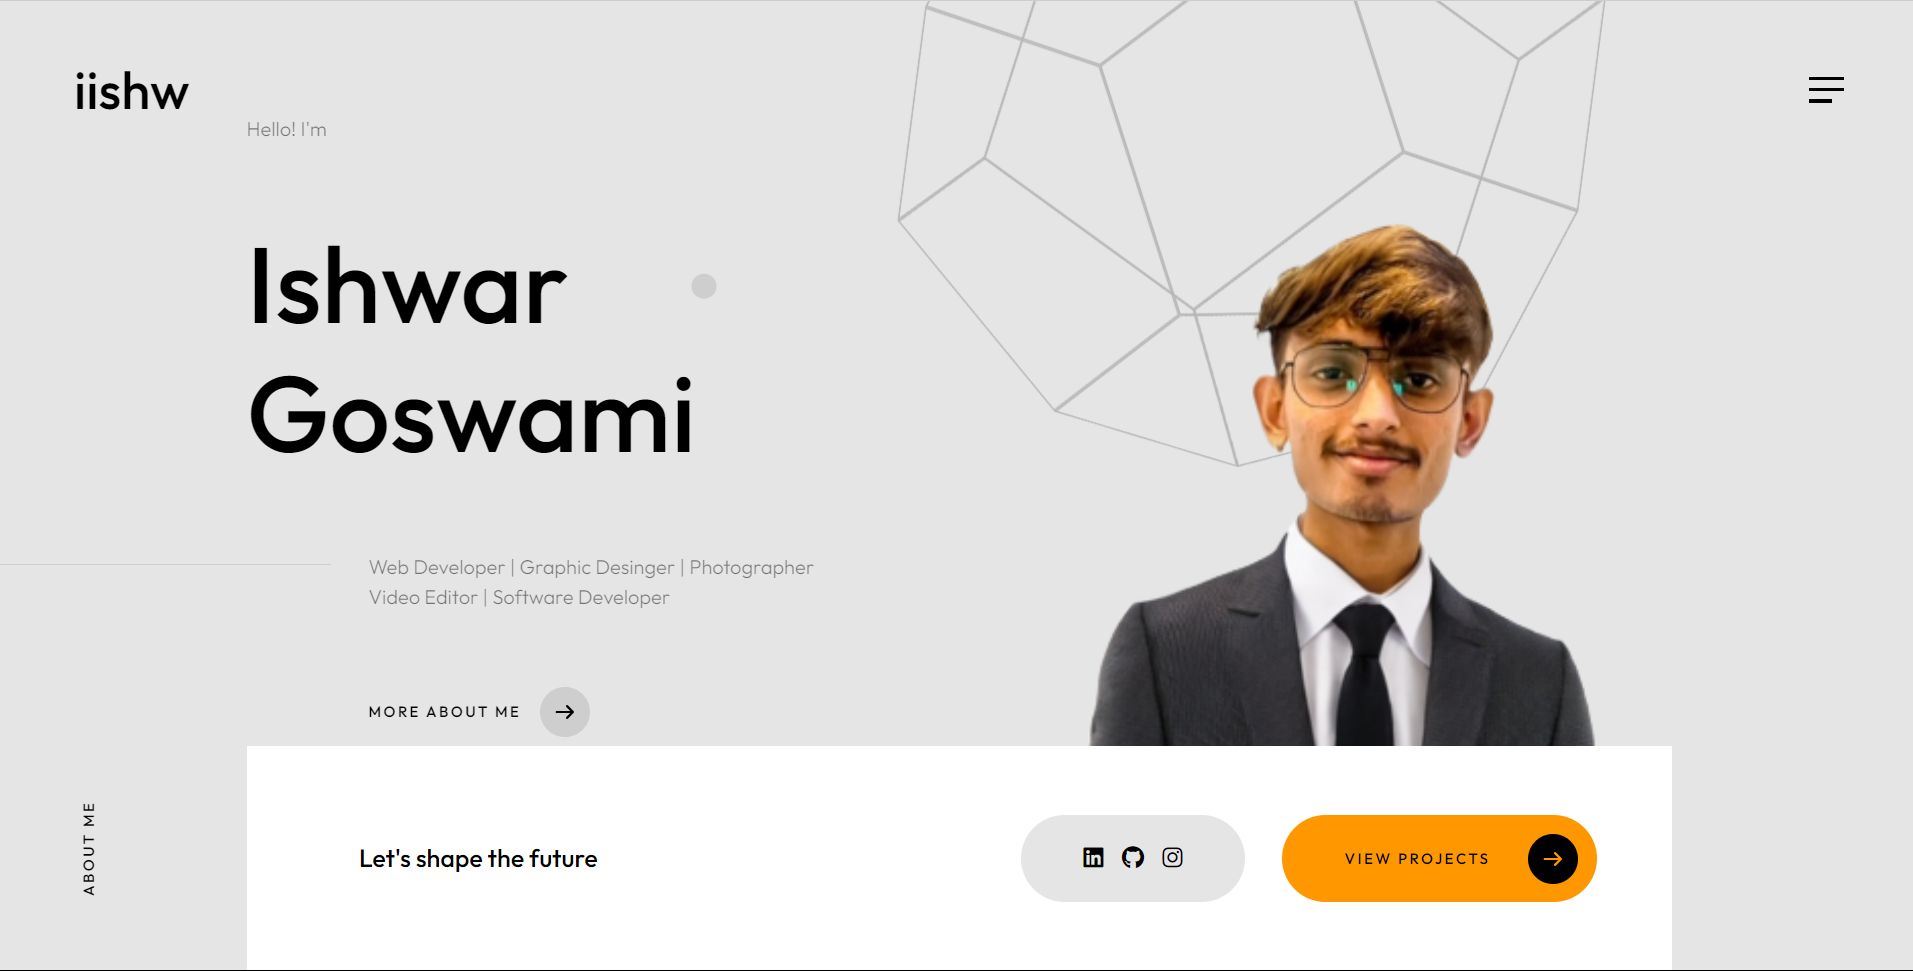 iishw
Hello! I'm
Ishwar
Goswami
Web Developer | Graphic Desinger | Photographer
Video Editor | Software Developer
MORE ABOUT ME
ABOUT ME
Let's shape the future
VIEW PROJECTS